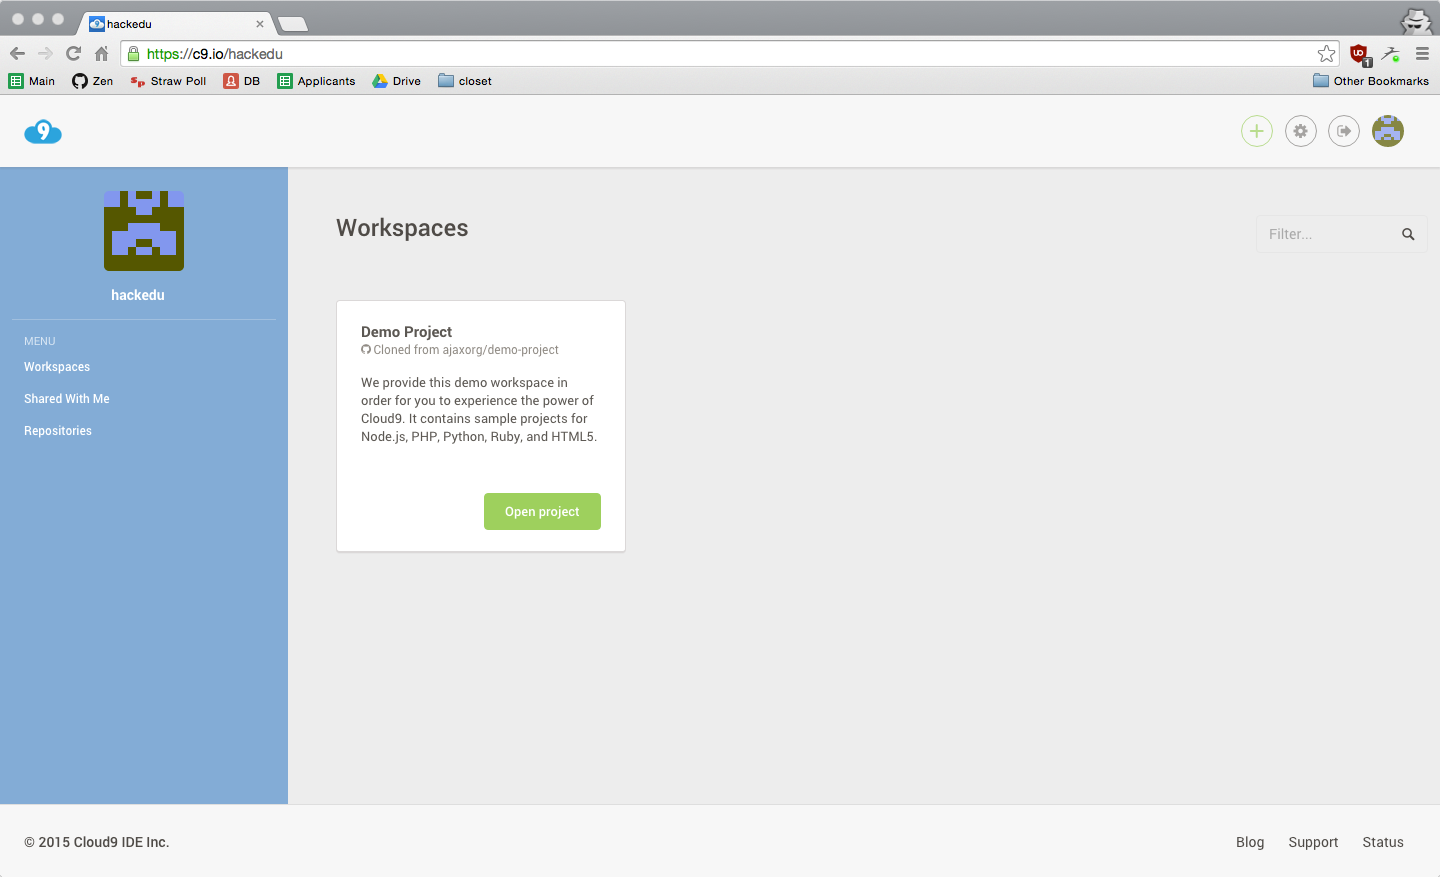 hackedu
https://c9.io/hackedu
1
Main Zen Straw Poll DB Applicants Drive closet Other Bookmarks
9
hackedu
MENU
Workspaces
Shared With Me
Repositories
Workspaces
Filter...
Demo Project
Cloned from ajaxorg/demo-project
We provide this demo workspace in
order for you to experience the power of
Cloud9. It contains sample projects for
Node.js, PHP, Python, Ruby, and HTML5.
Open project
© 2015 Cloud9 IDE Inc.
Blog Support Status